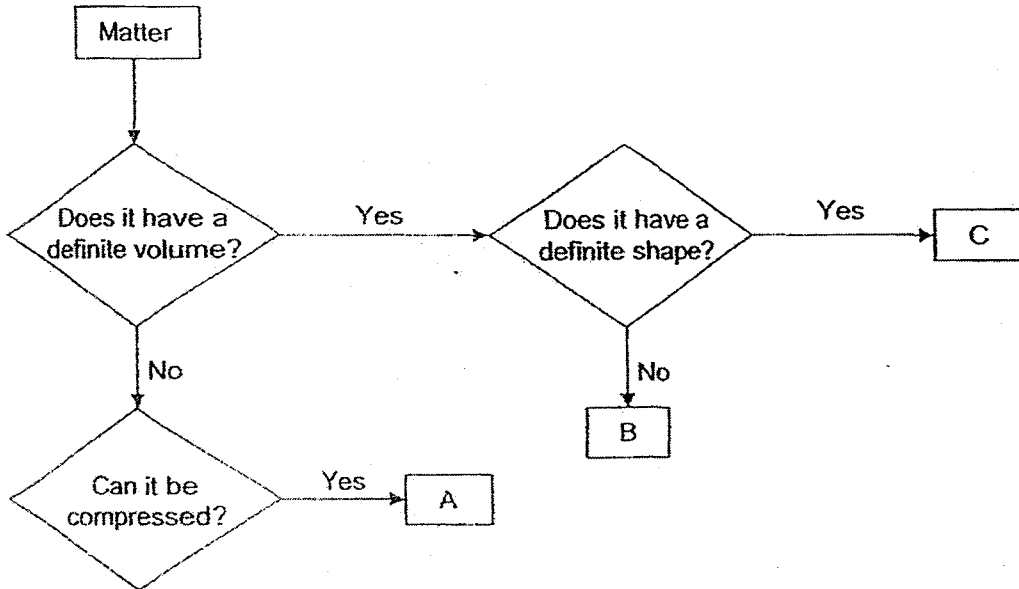 Matter
Does it have a
definite volume?
Yes
Does it have a
definite shape?
Yes
C
No
No
B
Can it be
compressed?
Yes
A